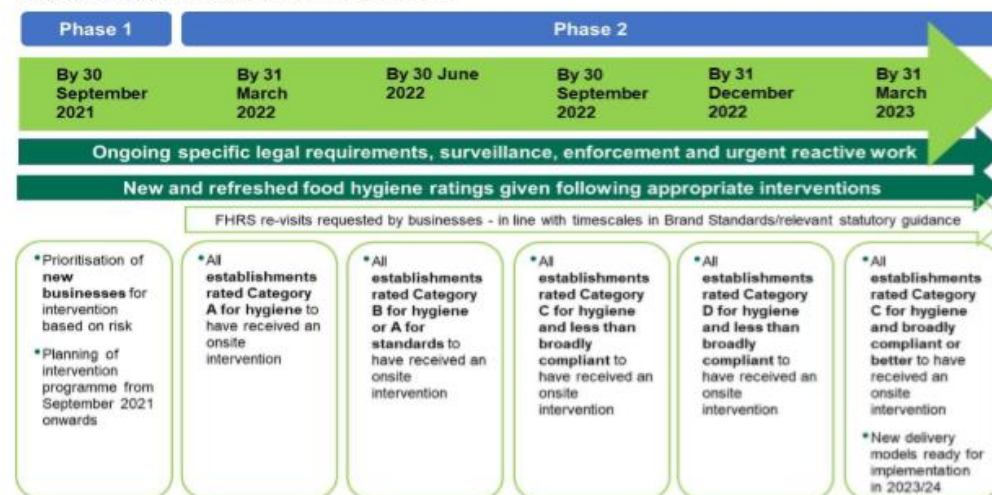 Phase 1
Phase 2
By 30
September
2021
By 31
March
2022
By 30 June
2022
By 30
September
2022
By 31
December
2022
By 31
March
2023
Ongoing specific legal requirements, surveillance, enforcement and urgent reactive work
New and refreshed food hygiene ratings given following appropriate interventions
FHRS re-visits requested by businesses - in line with timescales in Brand Standards/relevant statutory guidance
•Prioritisation of
new
businesses for
intervention
based on risk
•Planning of
intervention
programme from
September 2021
onwards
•All
establishments
rated Category
A for hygiene to
have received an
onsite
intervention
•All
establishments
rated Category
B for hygiene
or A for
standards to
have received an
onsite
intervention
•All
establishments
rated Category
C for hygiene
and less than
broadly
compliant to
have received an
onsite
intervention
•All
establishments
rated Category
D for hygiene
and less than
broadly
compliant to
have received an
onsite
intervention
•All
establishments
rated Category
C for hygiene
and broadly
compliant or
better to have
received an
onsite
intervention
•New delivery
models ready for
implementation
in 2023/24